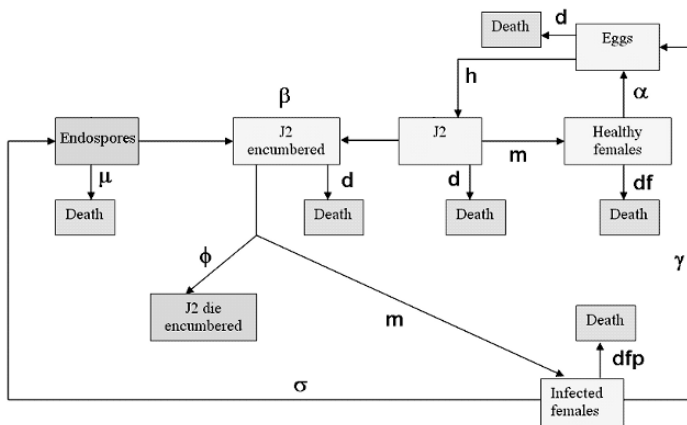 Death
d
Eggs
h
β
α
Endospores
J2
encumbered
J2
m
Healthy
females
μ
d
d
df
Death
Death
Death
Death
ϕ
γ
J2 die
encumbered
m
Death
dfp
σ
Infected
females